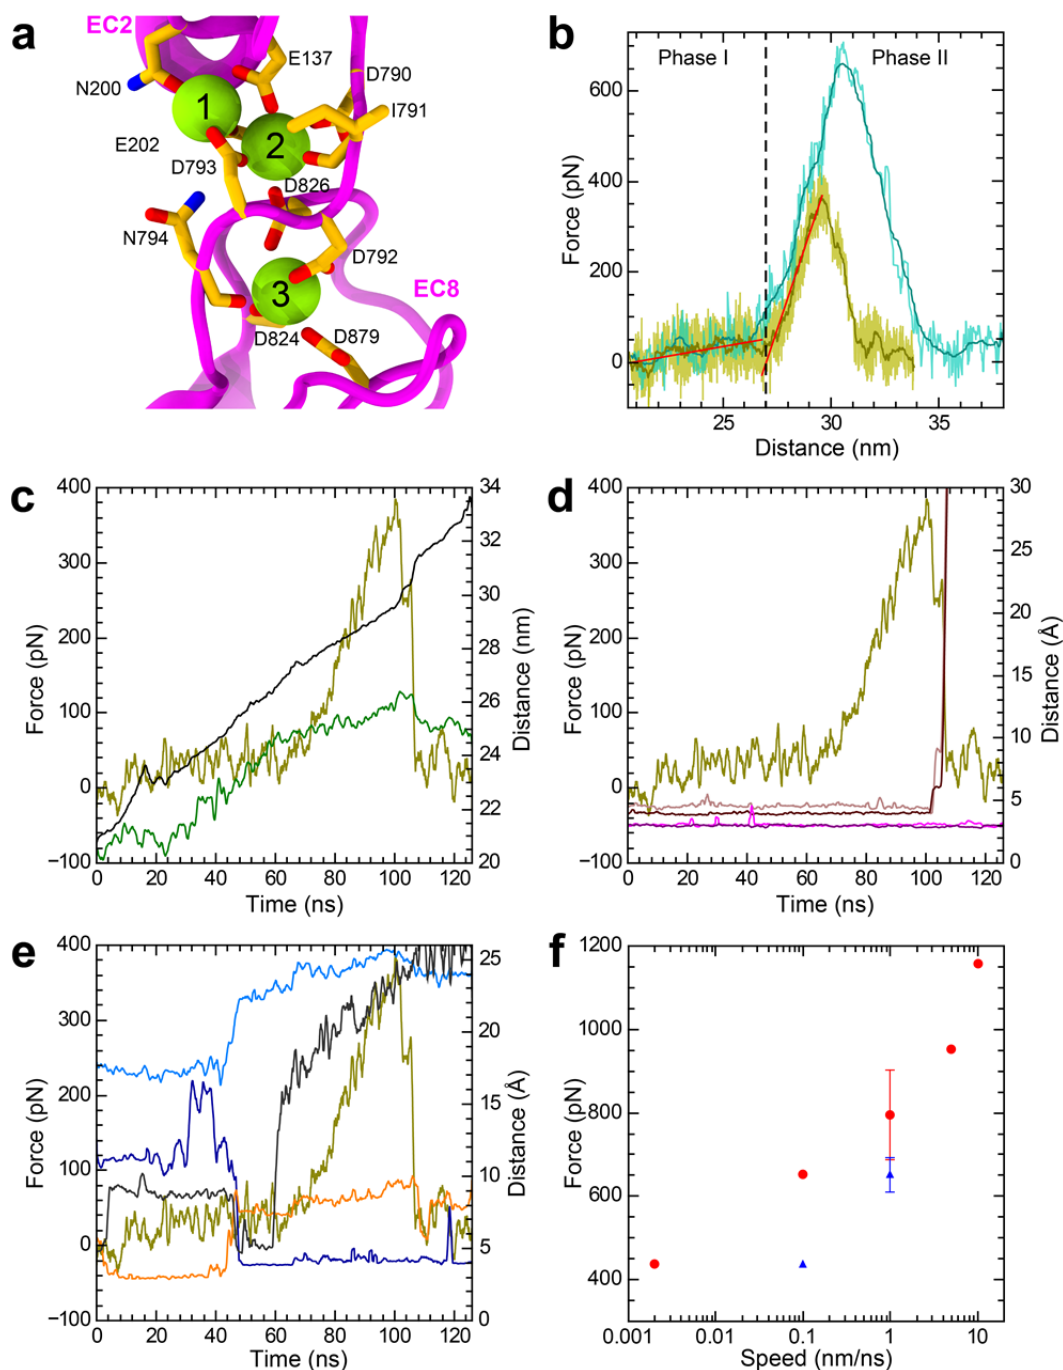 a
EC2
E137
D790
N200
1
I791
E202
2
D793
D826
N794
D792
3
EC8
D824
D879
b
Phase I
Phase II
600
400
200
0
Force (pN)
25
30
35
Distance (nm)
c
400
300
200
100
0
-100
Force (pN)
34
32
30
28
26
24
22
20
Distance (nm)
0
20
40
60
80
100
120
Time (ns)
d
400
300
200
100
0
-100
Force (pN)
30
25
20
15
10
5
0
Distance (Å)
0
20
40
60
80
100
120
Time (ns)
e
400
300
200
100
0
-100
Force (pN)
25
20
15
10
5
0
Distance (Å)
0
20
40
60
80
100
120
Time (ns)
f
1200
1000
800
600
400
Force (pN)
0.001
0.01
0.1
1
10
Speed (nm/ns)